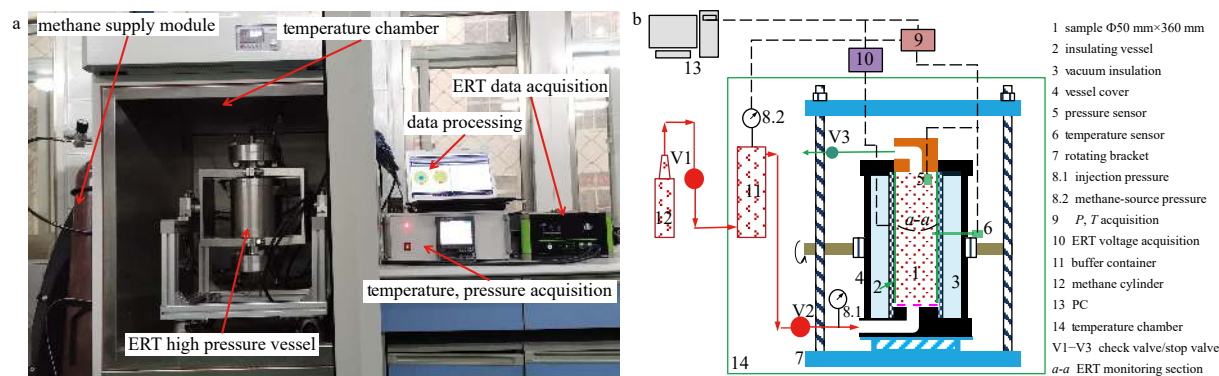 a
methane supply module
temperature chamber
ERT data acquisition
data processing
temperature, pressure acquisition
ERT high pressure vessel
b
13
10
9
8.2
V3
V1
11
12
5
a-a
6
1
4
2
3
V2
8.1
14
7
1 sample Φ50 mm×360 mm
2 insulating vessel
3 vacuum insulation
4 vessel cover
5 pressure sensor
6 temperature sensor
7 rotating bracket
8.1 injection pressure
8.2 methane-source pressure
9 P, T acquisition
10 ERT voltage acquisition
11 buffer container
12 methane cylinder
13 PC
14 temperature chamber
V1−V3 check valve/stop valve
a-a ERT monitoring section